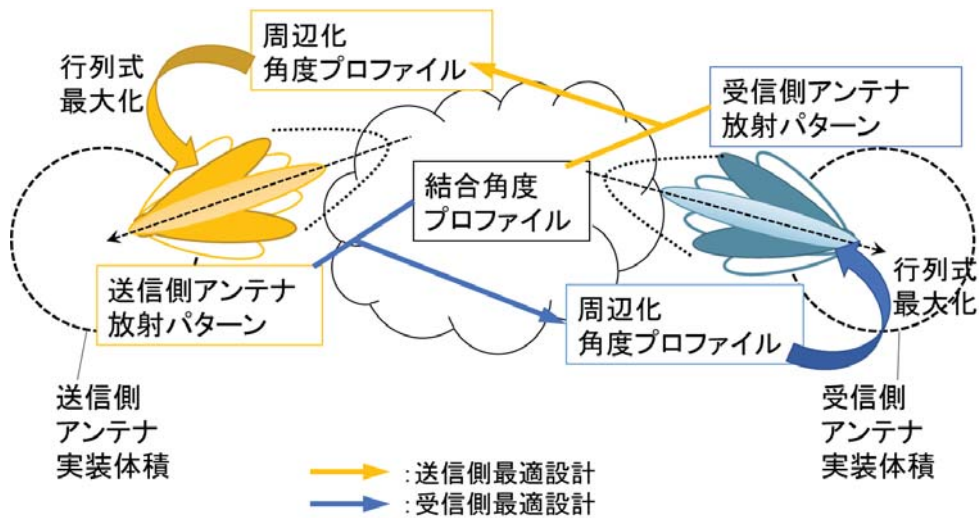 周辺化
角度プロファイル
行列式
最大化
受信側アンテナ
放射パターン
結合角度
プロファイル
送信側アンテナ
放射パターン
行列式
最大化
周辺化
角度プロファイル
送信側
アンテナ
実装体積
受信側
アンテナ
実装体積
:送信側最適設計
:受信側最適設計